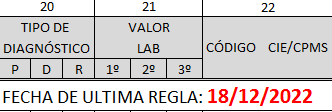 20 21 22
TIPO DE DIAGNÓSTICO VALOR LAB CÓDIGO CIE/CPMS
P D R 1º 2º 3º
FECHA DE ULTIMA REGLA: 18/12/2022